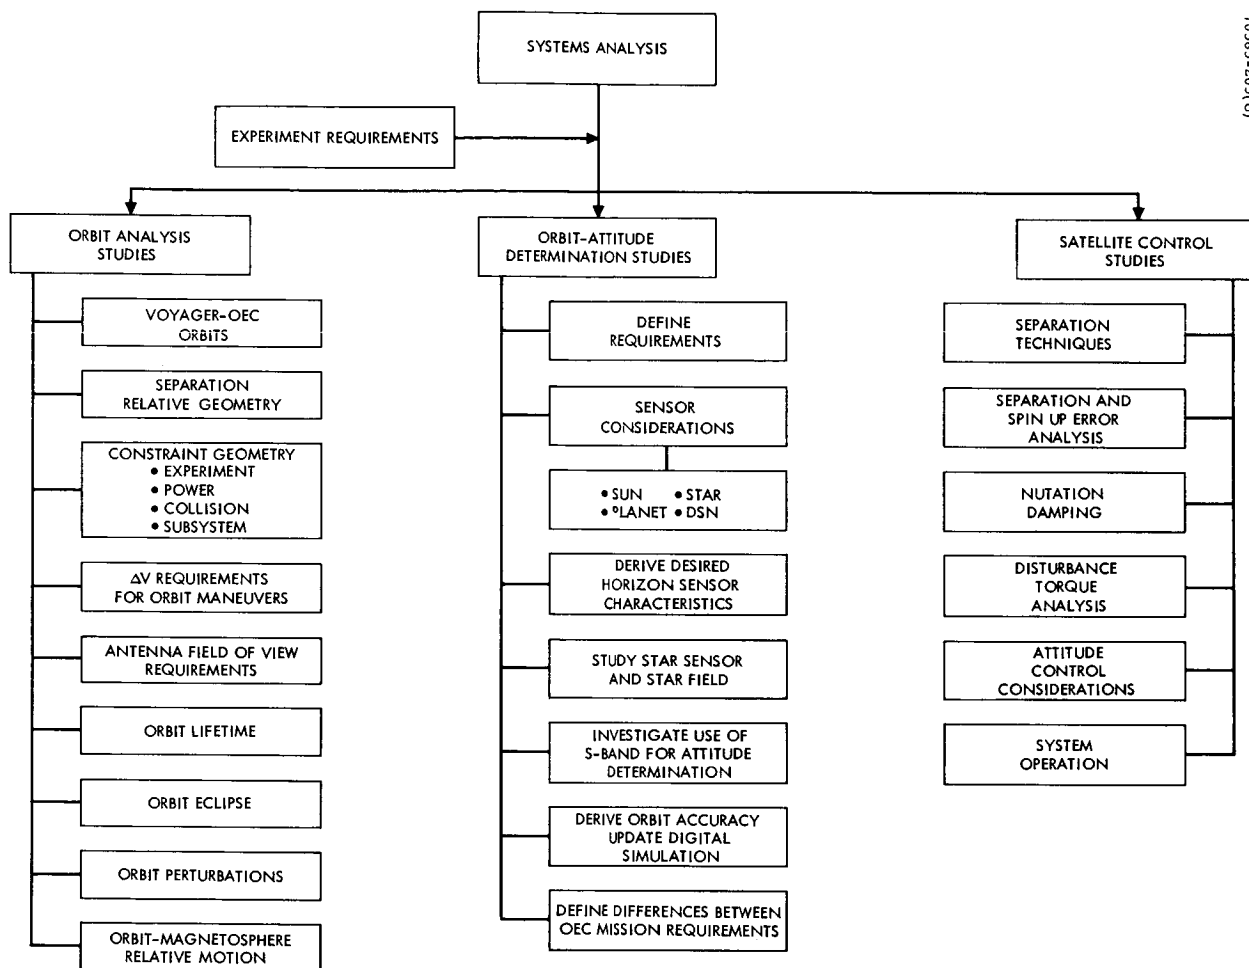 SYSTEMS ANALYSIS
EXPERIMENT REQUIREMENTS
ORBIT ANALYSIS
STUDIES
VOYAGER-OEC
ORBITS
SEPARATION
RELATIVE GEOMETRY
CONSTRAINT GEOMETRY
• EXPERIMENT
• POWER
• COLLISION
• SUBSYSTEM
ΔV REQUIREMENTS
FOR ORBIT MANEUVERS
ANTENNA FIELD OF VIEW
REQUIREMENTS
ORBIT LIFETIME
ORBIT ECLIPSE
ORBIT PERTURBATIONS
ORBIT-MAGNETOSPHERE
RELATIVE MOTION
ORBIT-ATTITUDE
DETERMINATION STUDIES
DEFINE
REQUIREMENTS
SENSOR
CONSIDERATIONS
• SUN • STAR
• PLANET • DSN
DERIVE DESIRED
HORIZON SENSOR
CHARACTERISTICS
STUDY STAR SENSOR
AND STAR FIELD
INVESTIGATE USE OF
S-BAND FOR ATTITUDE
DETERMINATION
DERIVE ORBIT ACCURACY
UPDATE DIGITAL
SIMULATION
DEFINE DIFFERENCES BETWEEN
OEC MISSION REQUIREMENTS
SATELLITE CONTROL
STUDIES
SEPARATION
TECHNIQUES
SEPARATION AND
SPIN UP ERROR
ANALYSIS
NUTATION
DAMPING
DISTURBANCE
TORQUE
ANALYSIS
ATTITUDE
CONTROL
CONSIDERATIONS
SYSTEM
OPERATION